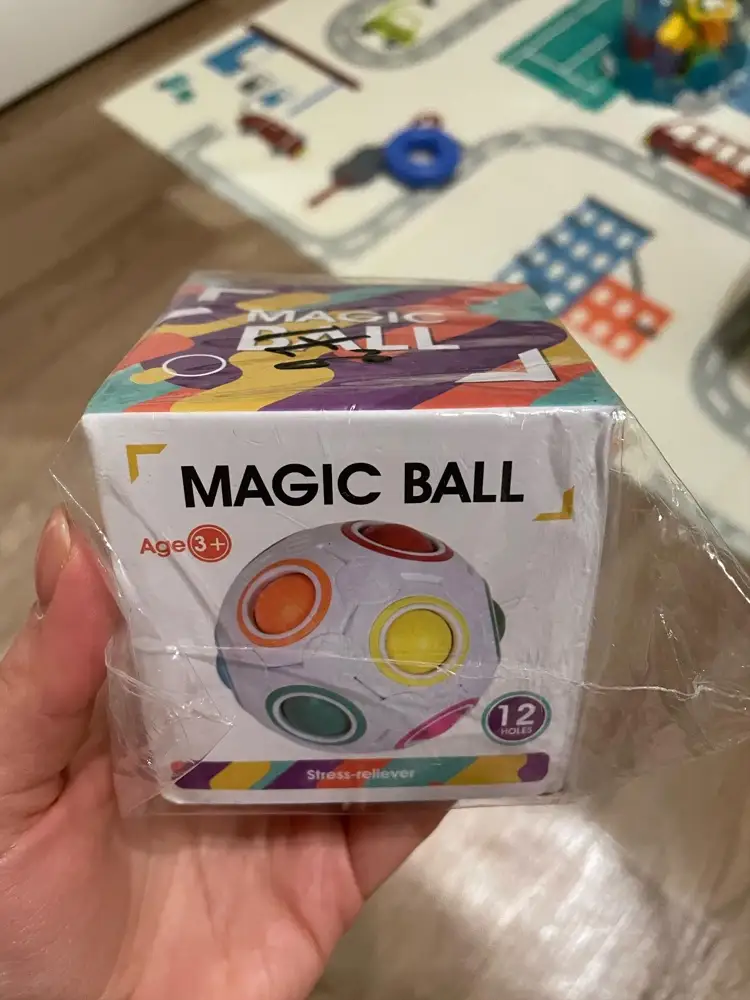 MAGIC
BALL
MAGIC BALL
Age 3+
12
HOLES
Stress-reliever